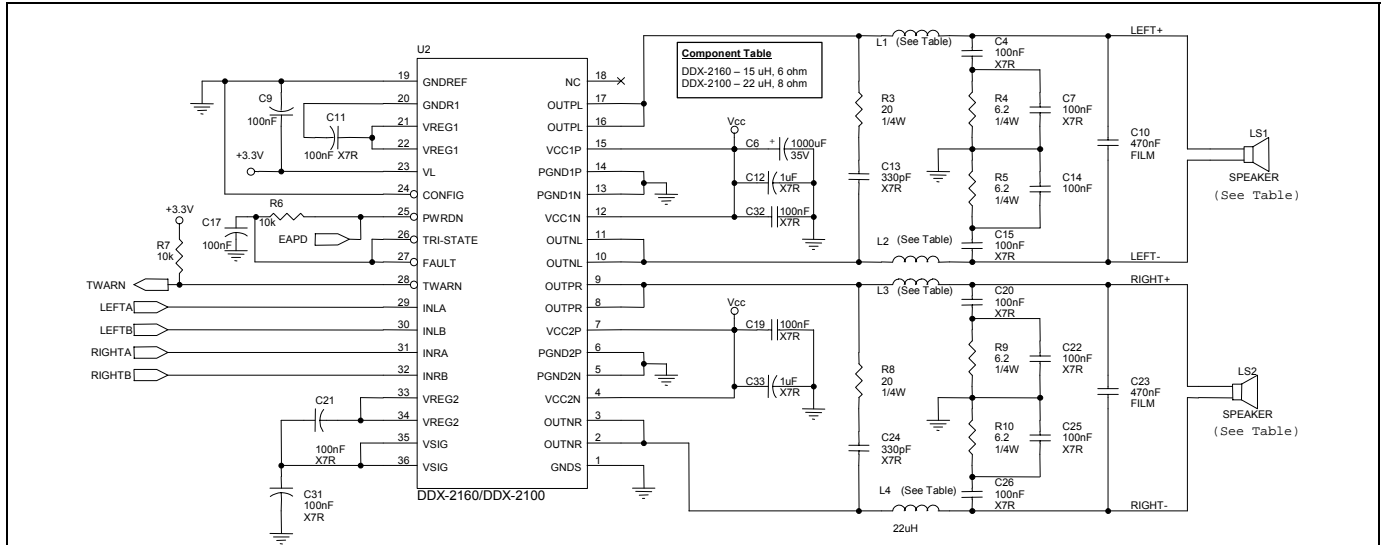 U2
DDX-2160/DDX-2100
19 GNDREF
20 GNDR1
21 VREG1
22 VREG1
23 VL
24 CONFIG
25 PWRDN
26 TRI-STATE
27 FAULT
28 TWARN
29 INLA
30 INLB
31 INRA
32 INRB
33 VREG2
34 VREG2
35 VSIG
36 VSIG
NC 18
OUTPL 17
OUTPL 16
VCC1P 15
PGND1P 14
PGND1N 13
VCC1N 12
OUTNL 11
OUTNL 10
OUTPR 9
OUTPR 8
VCC2P 7
PGND2P 6
PGND2N 5
VCC2N 4
OUTNR 3
OUTNR 2
GNDS 1
C9
100nF
C11
100nF X7R
+3.3V
R6
10k
C17
100nF
EAPD
+3.3V
R7
10k
TWARN
LEFTA
LEFTB
RIGHTA
RIGHTB
C21
100nF
X7R
C31
100nF
X7R
Component Table
DDX-2160 – 15 uH, 6 ohm
DDX-2100 – 22 uH, 8 ohm
Vcc
C6 + 1000uF
35V
C12 1uF
X7R
C32 100nF
X7R
Vcc
C19 100nF
X7R
C33 1uF
X7R
L1 (See Table)
R3
20
1/4W
C13
330pF
X7R
L2 (See Table)
C4
100nF
X7R
R4
6.2
1/4W
C7
100nF
X7R
R5
6.2
1/4W
C14
100nF
C15
100nF
X7R
C10
470nF
FILM
LEFT+
LEFT-
LS1
SPEAKER
(See Table)
L3 (See Table)
R8
20
1/4W
C24
330pF
X7R
L4 (See Table)
22uH
C20
100nF
X7R
R9
6.2
1/4W
C22
100nF
X7R
R10
6.2
1/4W
C25
100nF
X7R
C26
100nF
X7R
C23
470nF
FILM
RIGHT+
RIGHT-
LS2
SPEAKER
(See Table)